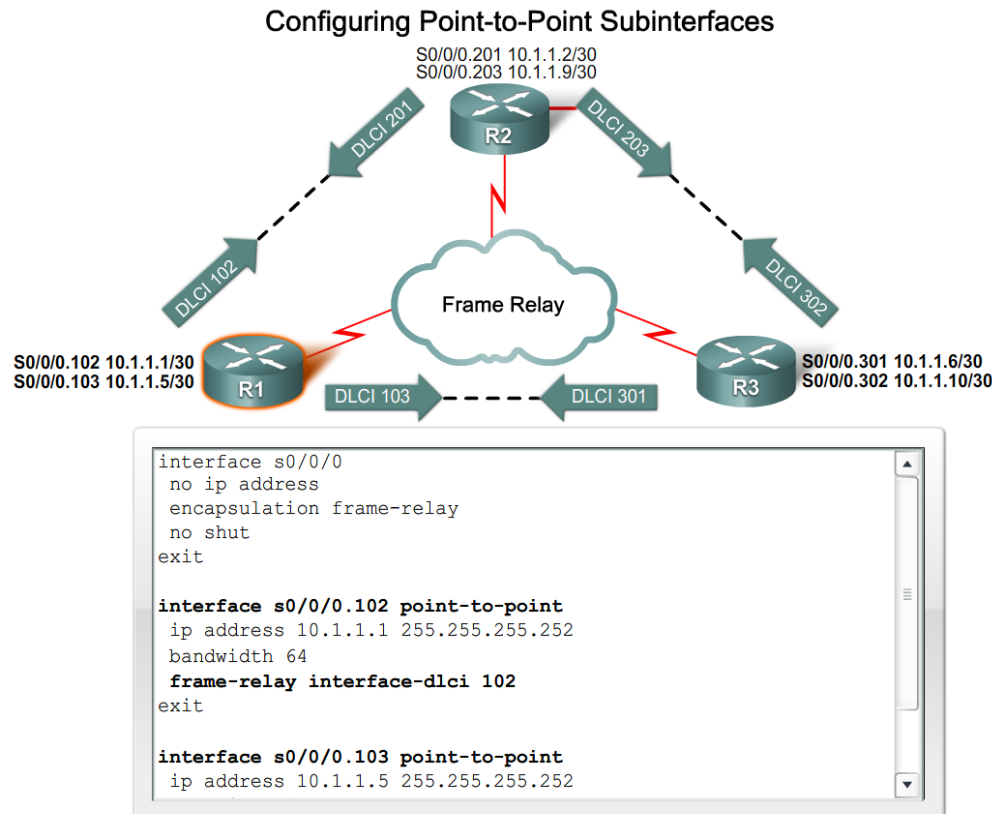 Configuring Point-to-Point Subinterfaces
S0/0/0.201 10.1.1.2/30
S0/0/0.203 10.1.1.9/30
R2
DLCI 201
DLCI 203
DLCI 102
DLCI 302
Frame Relay
S0/0/0.102 10.1.1.1/30
S0/0/0.103 10.1.1.5/30
R1
R3
S0/0/0.301 10.1.1.6/30
S0/0/0.302 10.1.1.10/30
DLCI 103
DLCI 301
interface s0/0/0
no ip address
encapsulation frame-relay
no shut
exit
interface s0/0/0.102 point-to-point
ip address 10.1.1.1 255.255.255.252
bandwidth 64
frame-relay interface-dlci 102
exit
interface s0/0/0.103 point-to-point
ip address 10.1.1.5 255.255.255.252